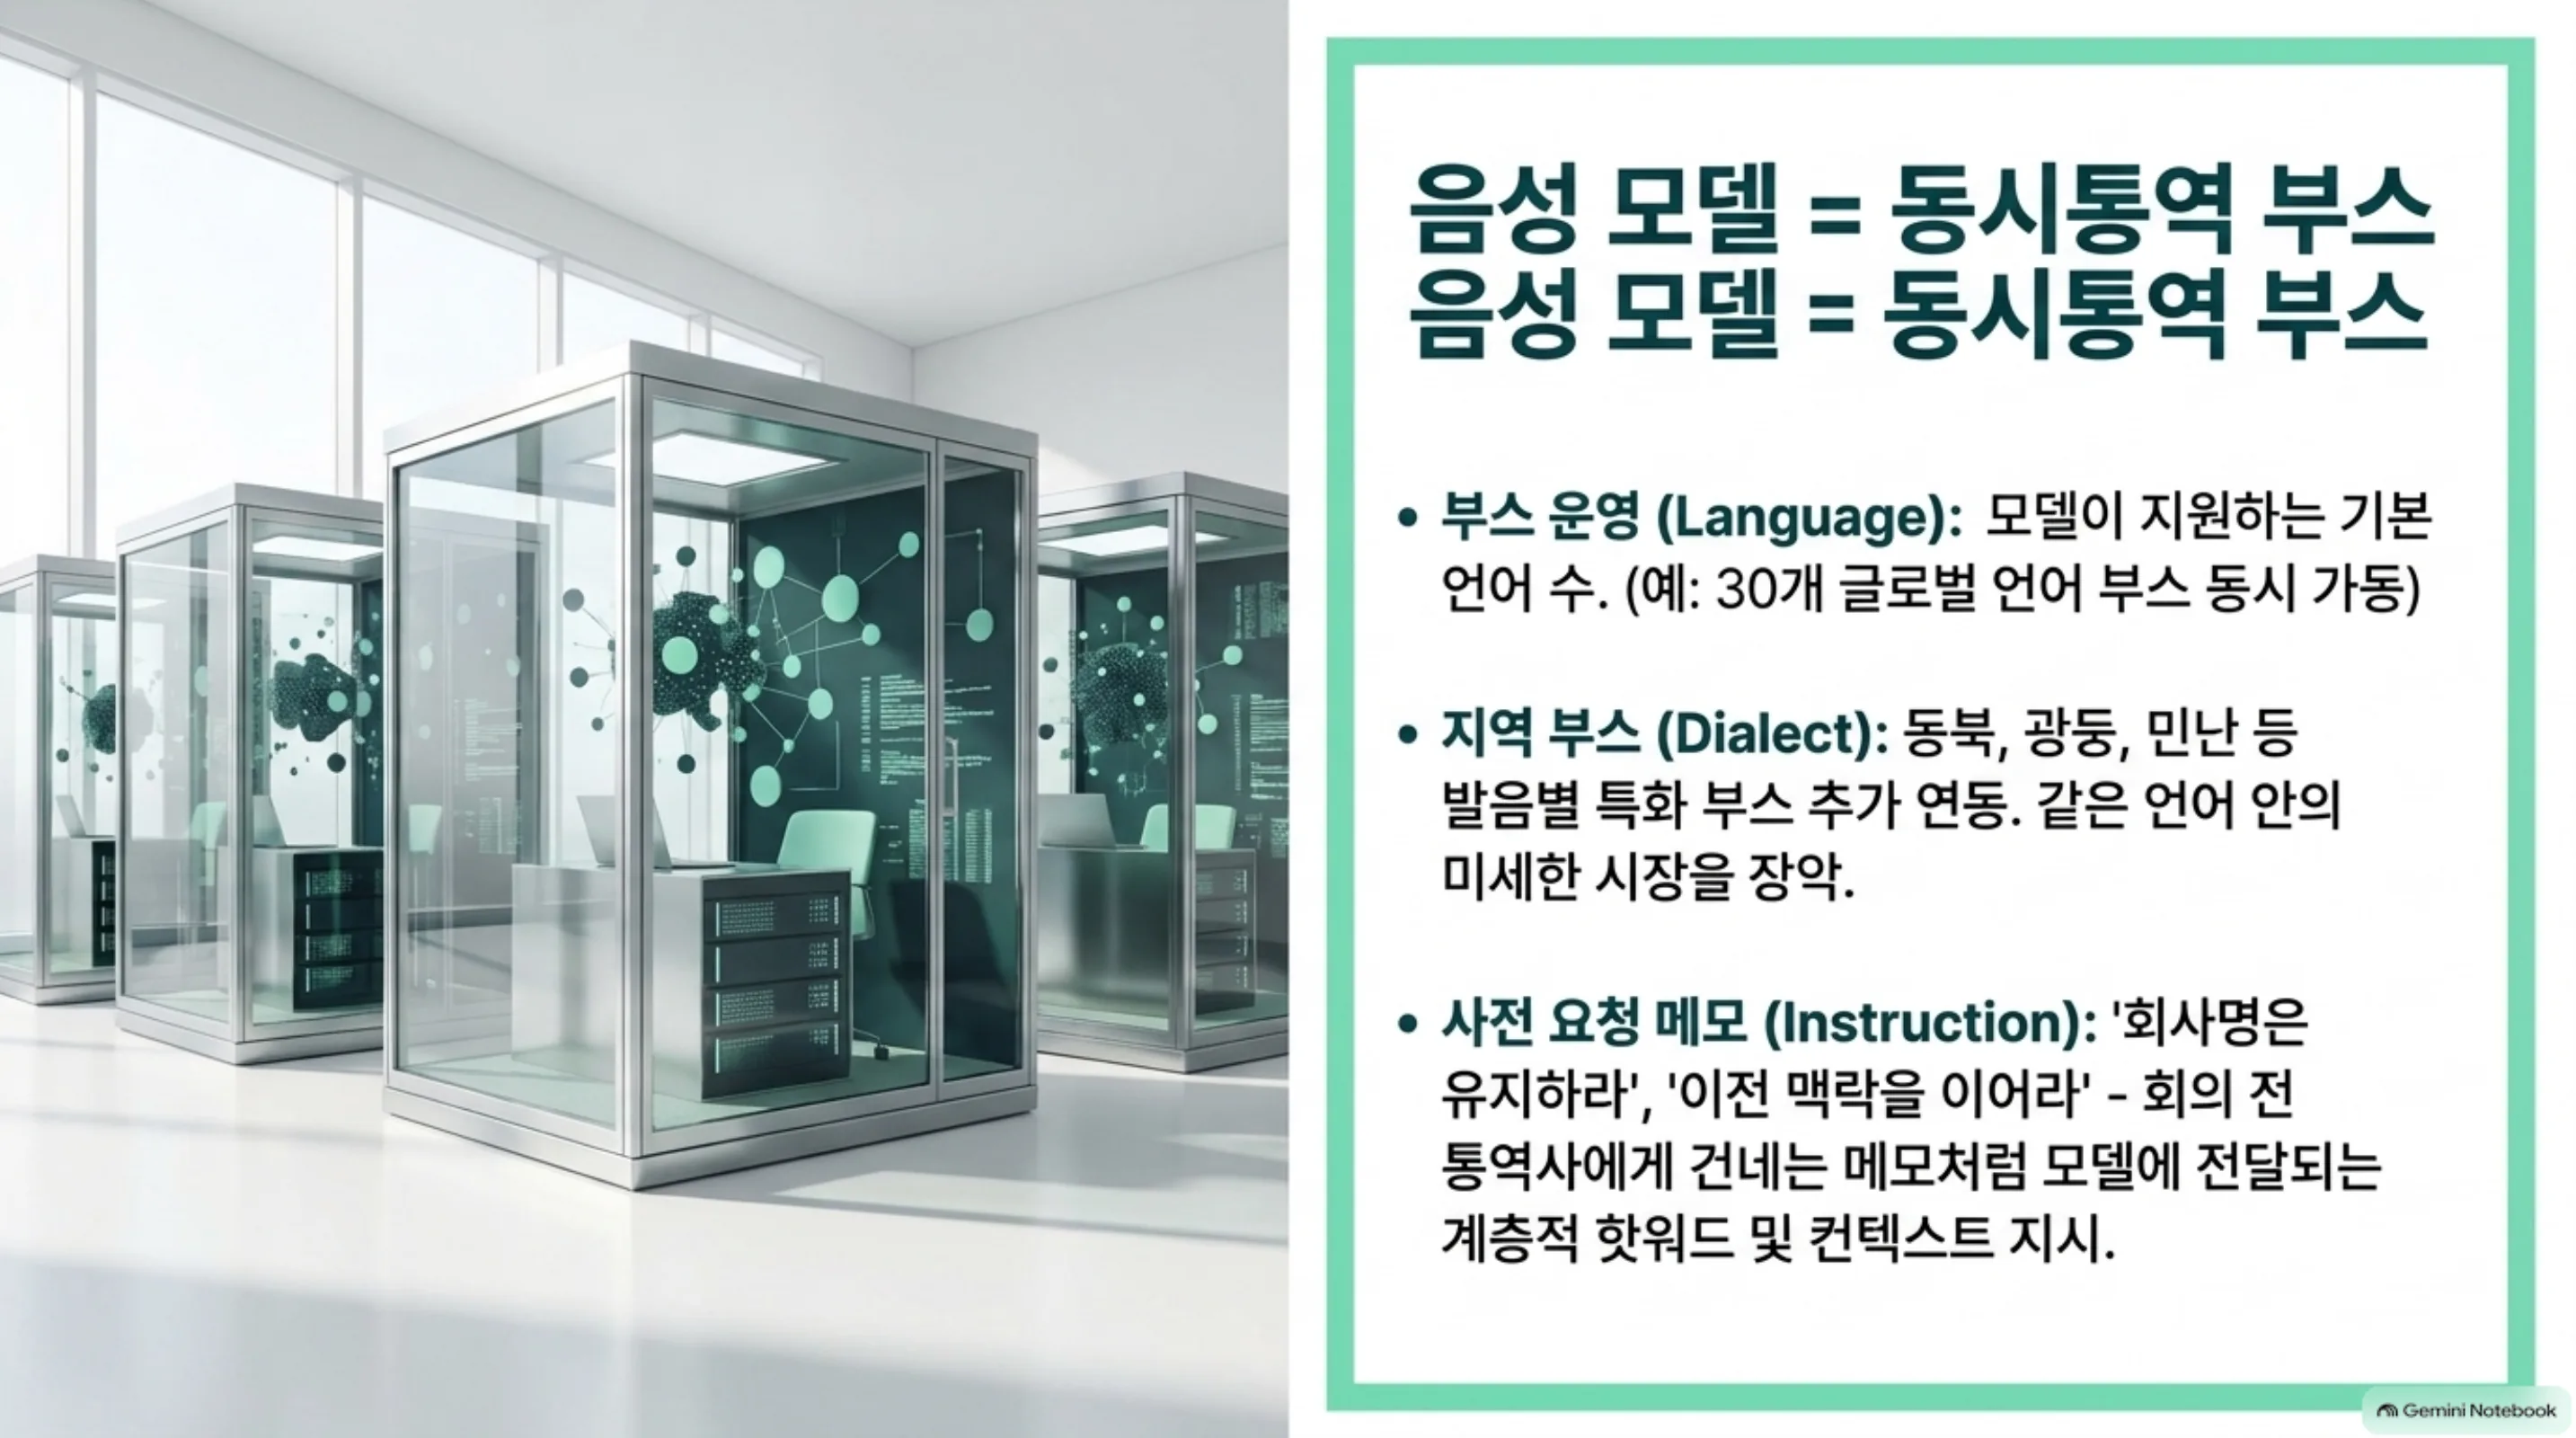 음성 모델 = 동시통역 부스
음성 모델 = 동시통역 부스
• 부스 운영 (Language): 모델이 지원하는 기본
언어 수. (예: 30개 글로벌 언어 부스 동시 가동)
• 지역 부스 (Dialect): 동북, 광둥, 민난 등
발음별 특화 부스 추가 연동. 같은 언어 안의
미세한 시장을 장악.
• 사전 요청 메모 (Instruction): '회사명은
유지하라', '이전 맥락을 이어라' - 회의 전
통역사에게 건네는 메모처럼 모델에 전달되는
계층적 핫워드 및 컨텍스트 지시.
Gemini Notebook